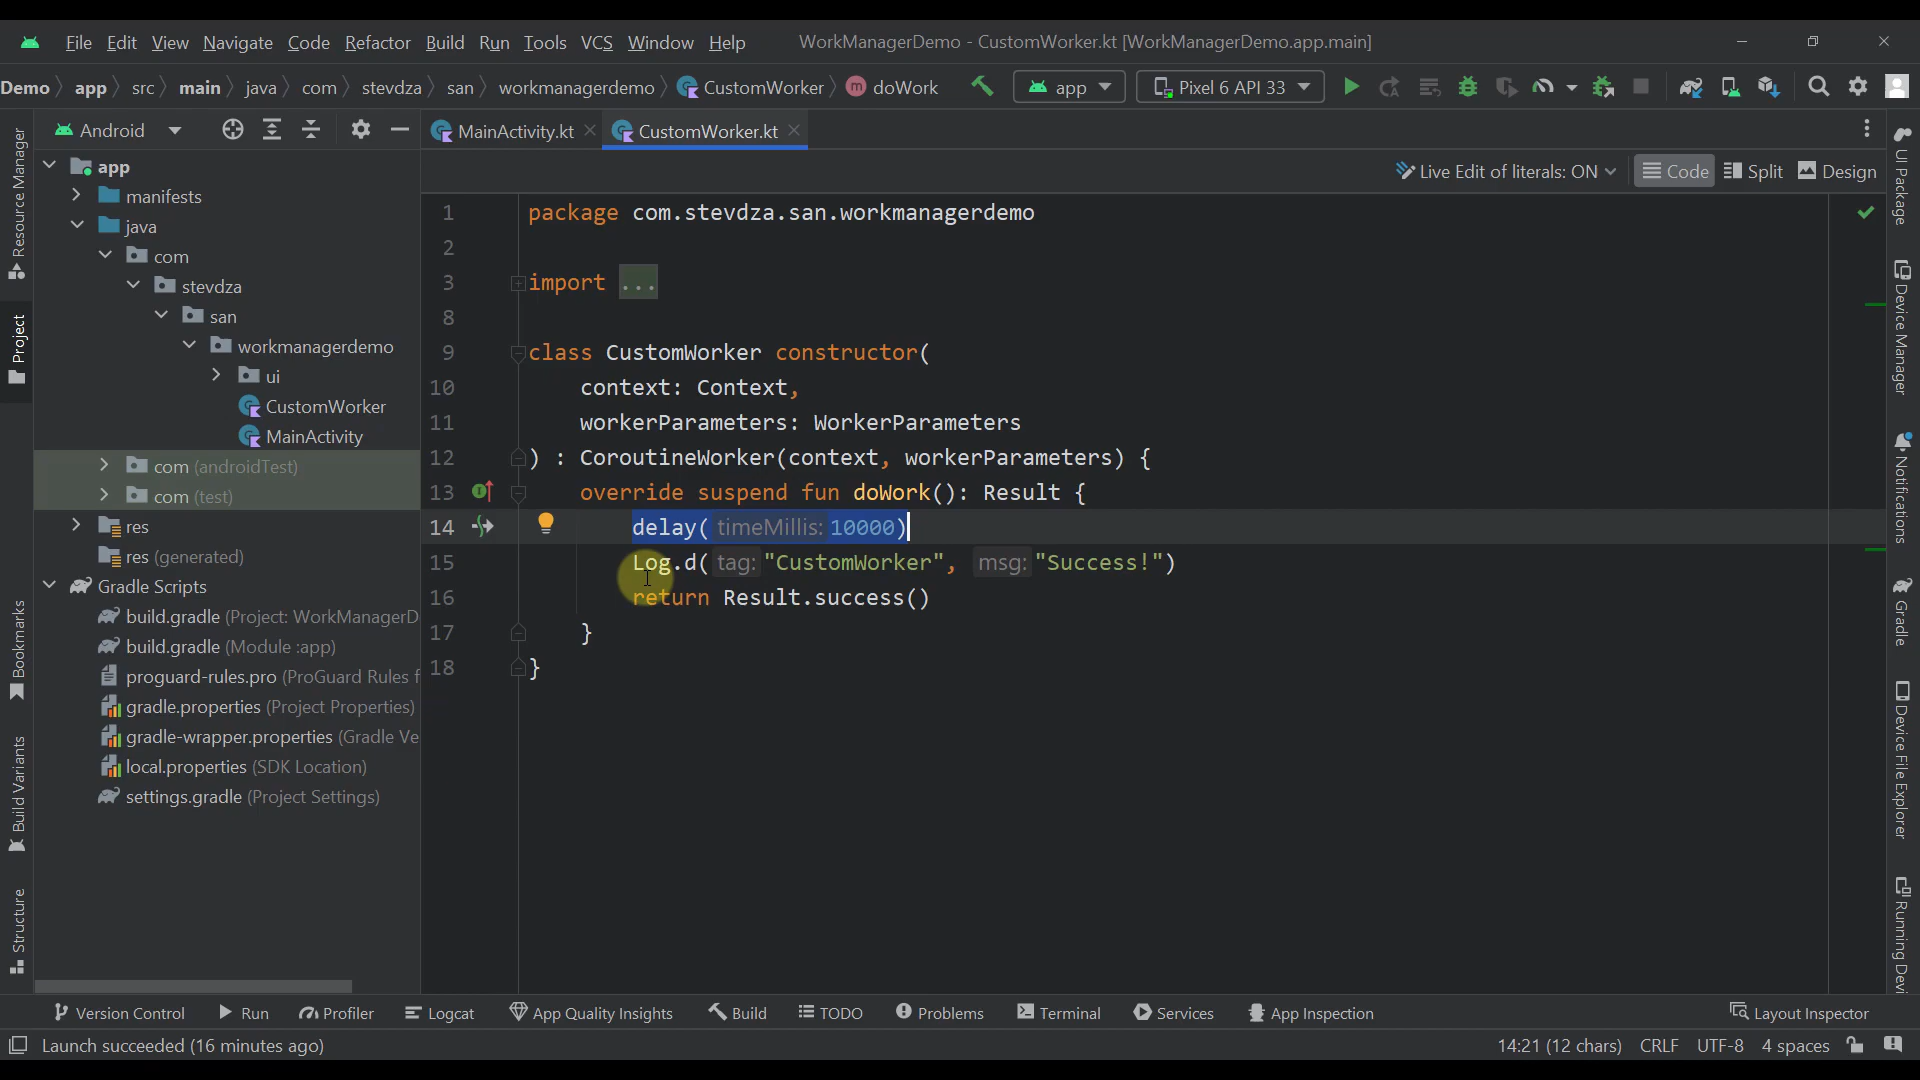 File Edit View Navigate Code Refactor Build Run Tools VCS Window Help WorkManagerDemo - CustomWorker.kt [WorkManagerDemo.app.main]
Demo app src main java com stevdza san workmanagerdemo CustomWorker doWork app Pixel 6 API 33
Android
MainActivity.kt CustomWorker.kt
Live Edit of literals: ON Code Split Design
app
manifests
java
com
stevdza
san
workmanagerdemo
ui
CustomWorker
MainActivity
com (androidTest)
com (test)
res
res (generated)
Gradle Scripts
build.gradle (Project: WorkManagerD
build.gradle (Module :app)
proguard-rules.pro (ProGuard Rules f
gradle.properties (Project Properties)
gradle-wrapper.properties (Gradle Ve
local.properties (SDK Location)
settings.gradle (Project Settings)
1 package com.stevdza.san.workmanagerdemo
2
3 import ...
8
9 class CustomWorker constructor(
10 context: Context,
11 workerParameters: WorkerParameters
12 ) : CoroutineWorker(context, workerParameters) {
13 override suspend fun doWork(): Result {
14 delay( timeMillis: 10000)
15 Log.d( tag: "CustomWorker", msg: "Success!")
16 return Result.success()
17 }
18 }
Resource Manager
Project
Bookmarks
Build Variants
Structure
UI Package
Device Manager
Notifications
Gradle
Device File Explorer
Running Devi
Version Control Run Profiler Logcat App Quality Insights Build TODO Problems Terminal Services App Inspection Layout Inspector
Launch succeeded (16 minutes ago) 14:21 (12 chars) CRLF UTF-8 4 spaces